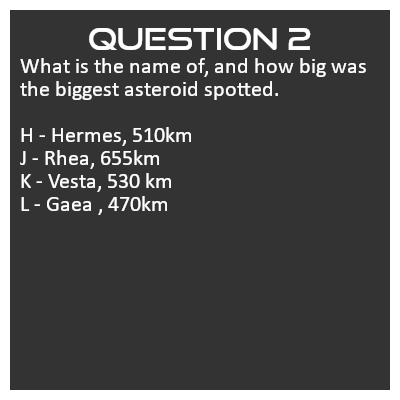 QUESTION 2
What is the name of, and how big was
the biggest asteroid spotted.
H - Hermes, 510km
J - Rhea, 655km
K - Vesta, 530 km
L - Gaea , 470km